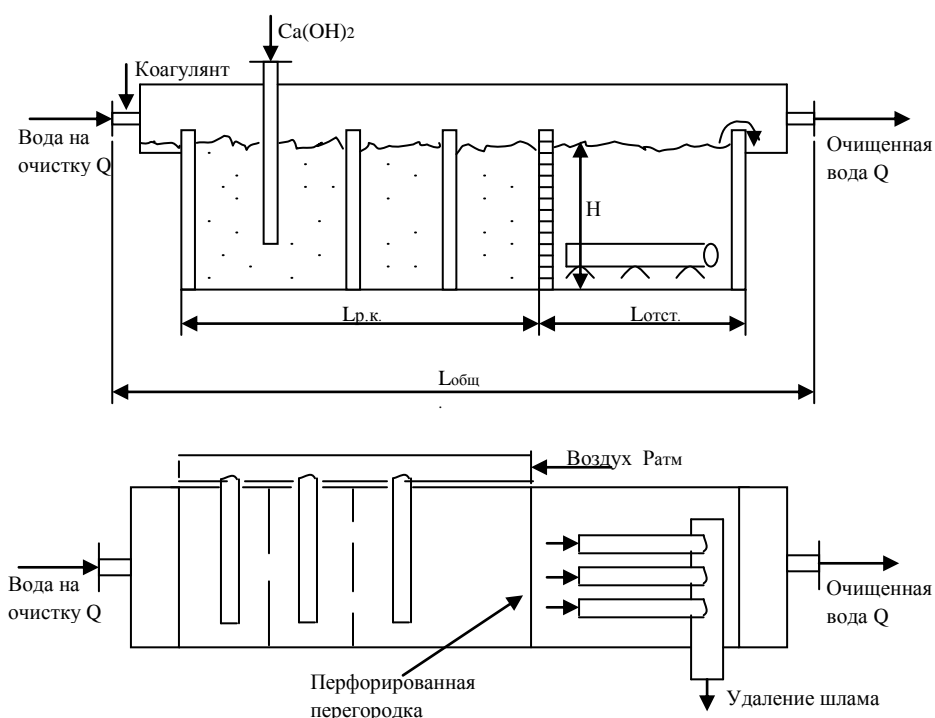 Ca(OH)2
Коагулянт
Вода на
очистку Q
Очищенная
вода Q
H
Lр.к.
Lотст.
Lобщ
.
Воздух Pатм
Вода на
очистку Q
Очищенная
вода Q
Перфорированная
перегородка
Удаление шлама